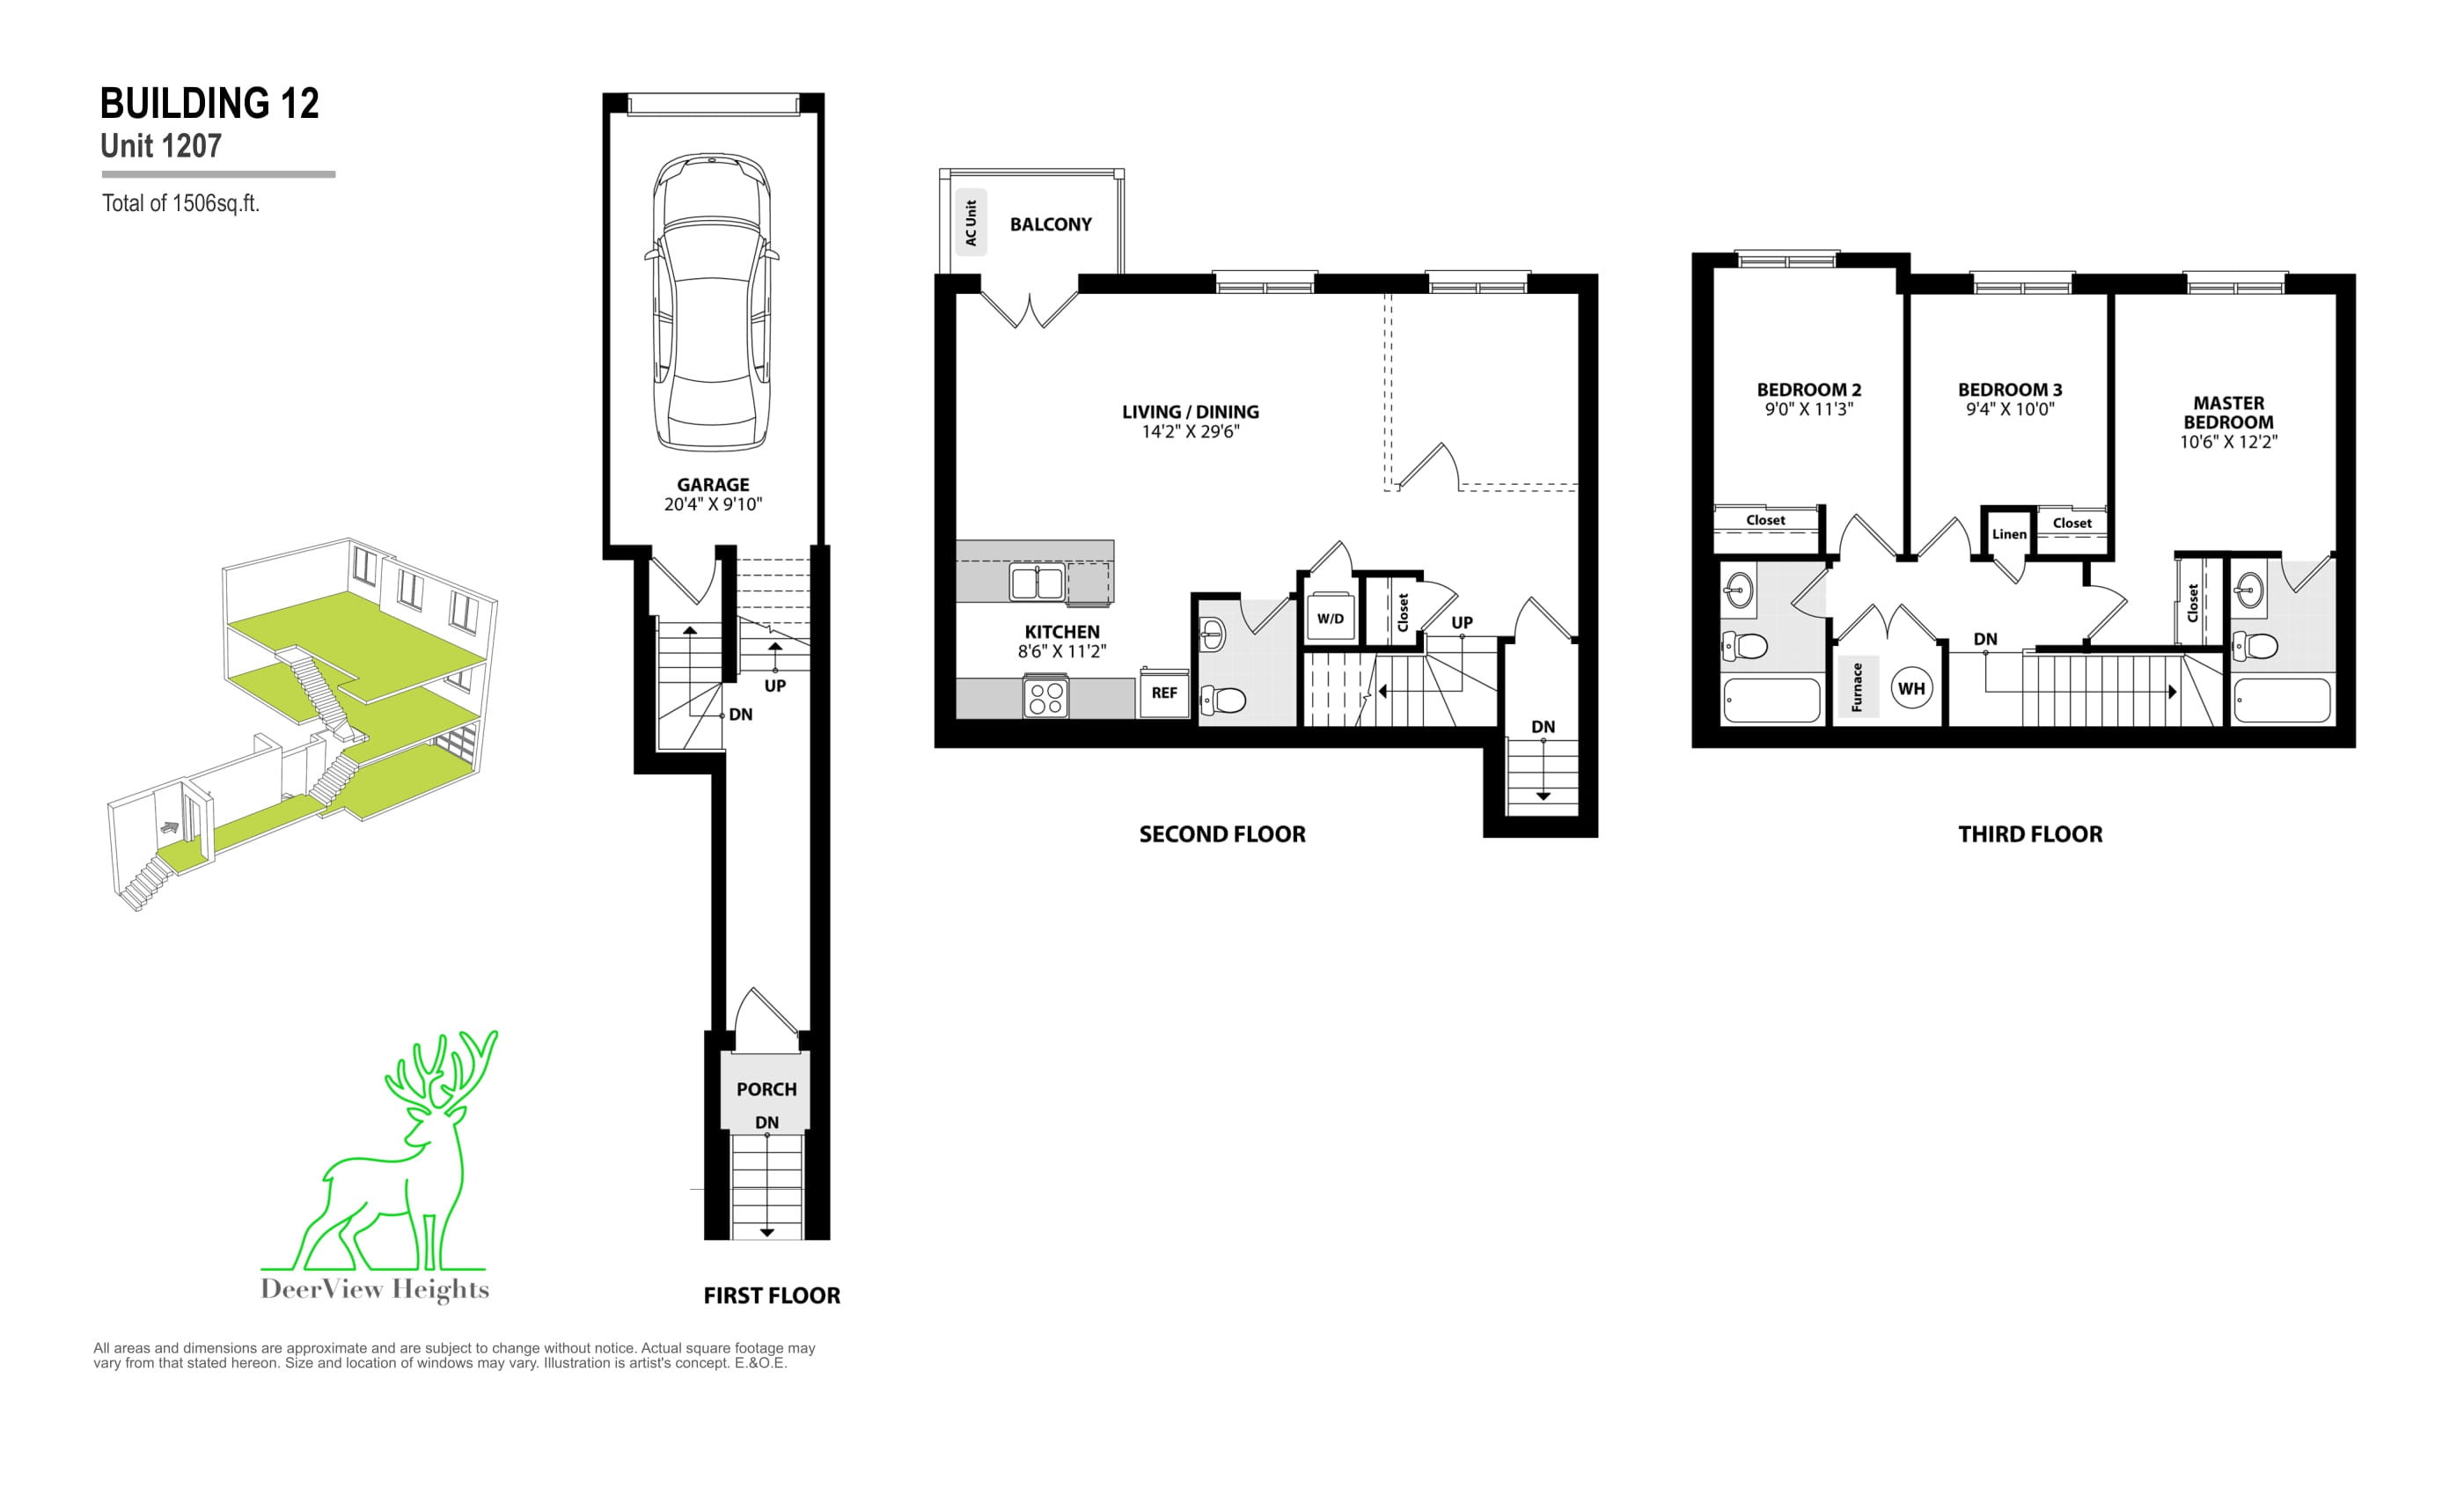 BUILDING 12
Unit 1207
Total of 1506sq.ft.
GARAGE
20'4" X 9'10"
UP
DN
PORCH
DN
FIRST FLOOR
AC Unit
BALCONY
LIVING / DINING
14'2" X 29'6"
KITCHEN
8'6" X 11'2"
REF
W/D
Closet
UP
DN
SECOND FLOOR
BEDROOM 2
9'0" X 11'3"
BEDROOM 3
9'4" X 10'0"
MASTER
BEDROOM
10'6" X 12'2"
Closet
Linen
Closet
Closet
DN
Furnace
WH
THIRD FLOOR
DeerView Heights
All areas and dimensions are approximate and are subject to change without notice. Actual square footage may
vary from that stated hereon. Size and location of windows may vary. Illustration is artist's concept. E.&O.E.